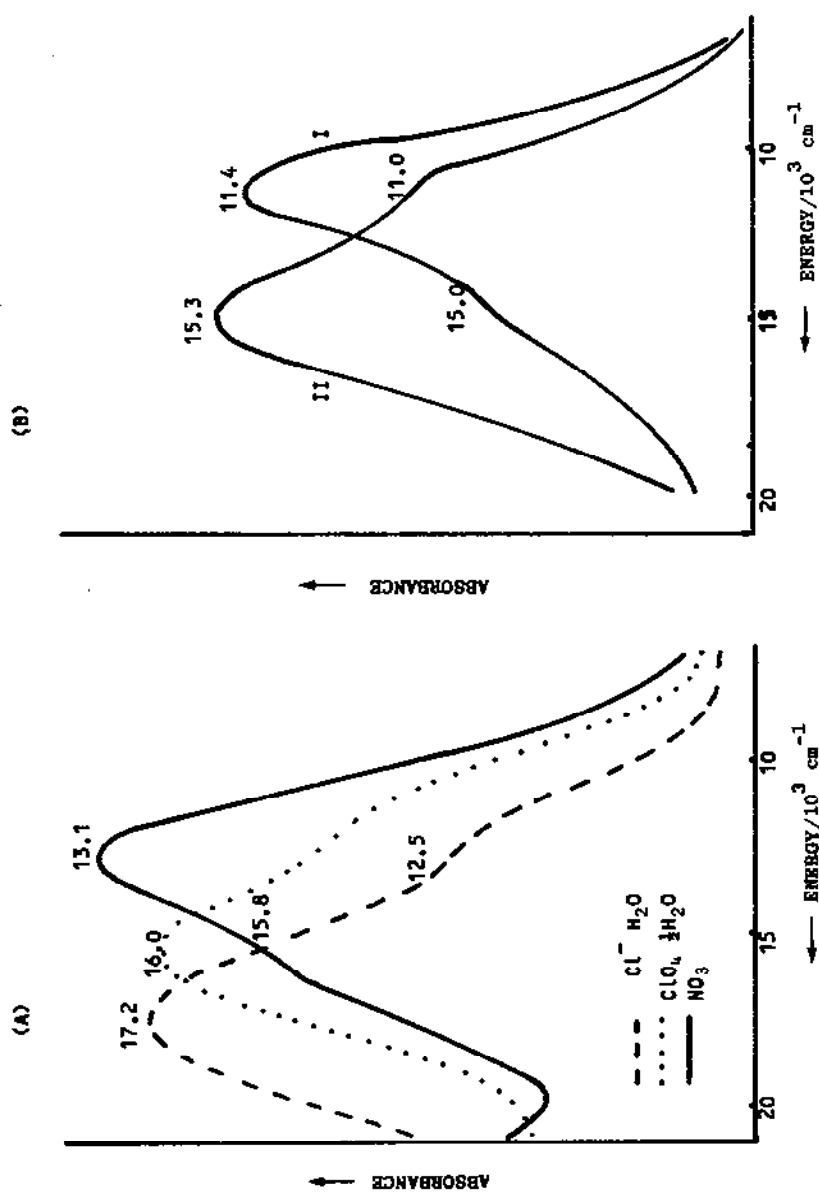 (A)
ABSORBANCE
17.2
16.0
15.8
13.1
12.5
Cl⁻ H₂O
ClO₄ ½H₂O
NO₃
20
15
10
ENERGY/10³ cm⁻¹
(B)
ABSORBANCE
15.3
11.4
I
II
11.0
15.0
20
15
10
ENERGY/10³ cm⁻¹